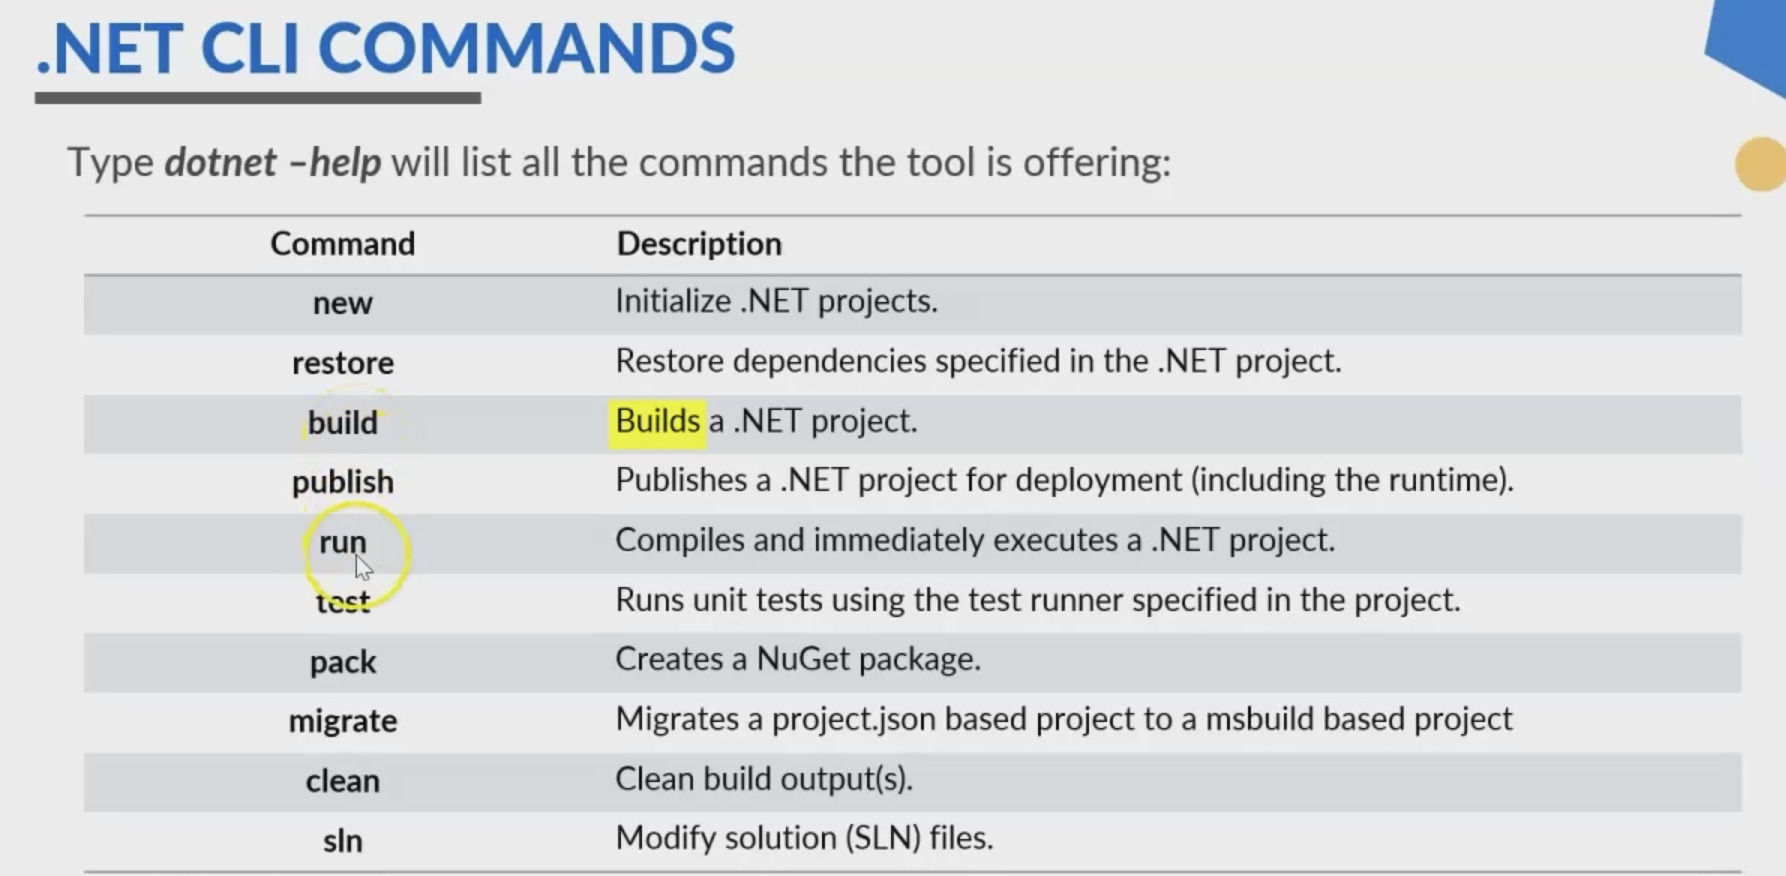 .NET CLI COMMANDS
Type dotnet –help will list all the commands the tool is offering:
Command Description
new Initialize .NET projects.
restore Restore dependencies specified in the .NET project.
build Builds a .NET project.
publish Publishes a .NET project for deployment (including the runtime).
run Compiles and immediately executes a .NET project.
test Runs unit tests using the test runner specified in the project.
pack Creates a NuGet package.
migrate Migrates a project.json based project to a msbuild based project
clean Clean build output(s).
sln Modify solution (SLN) files.